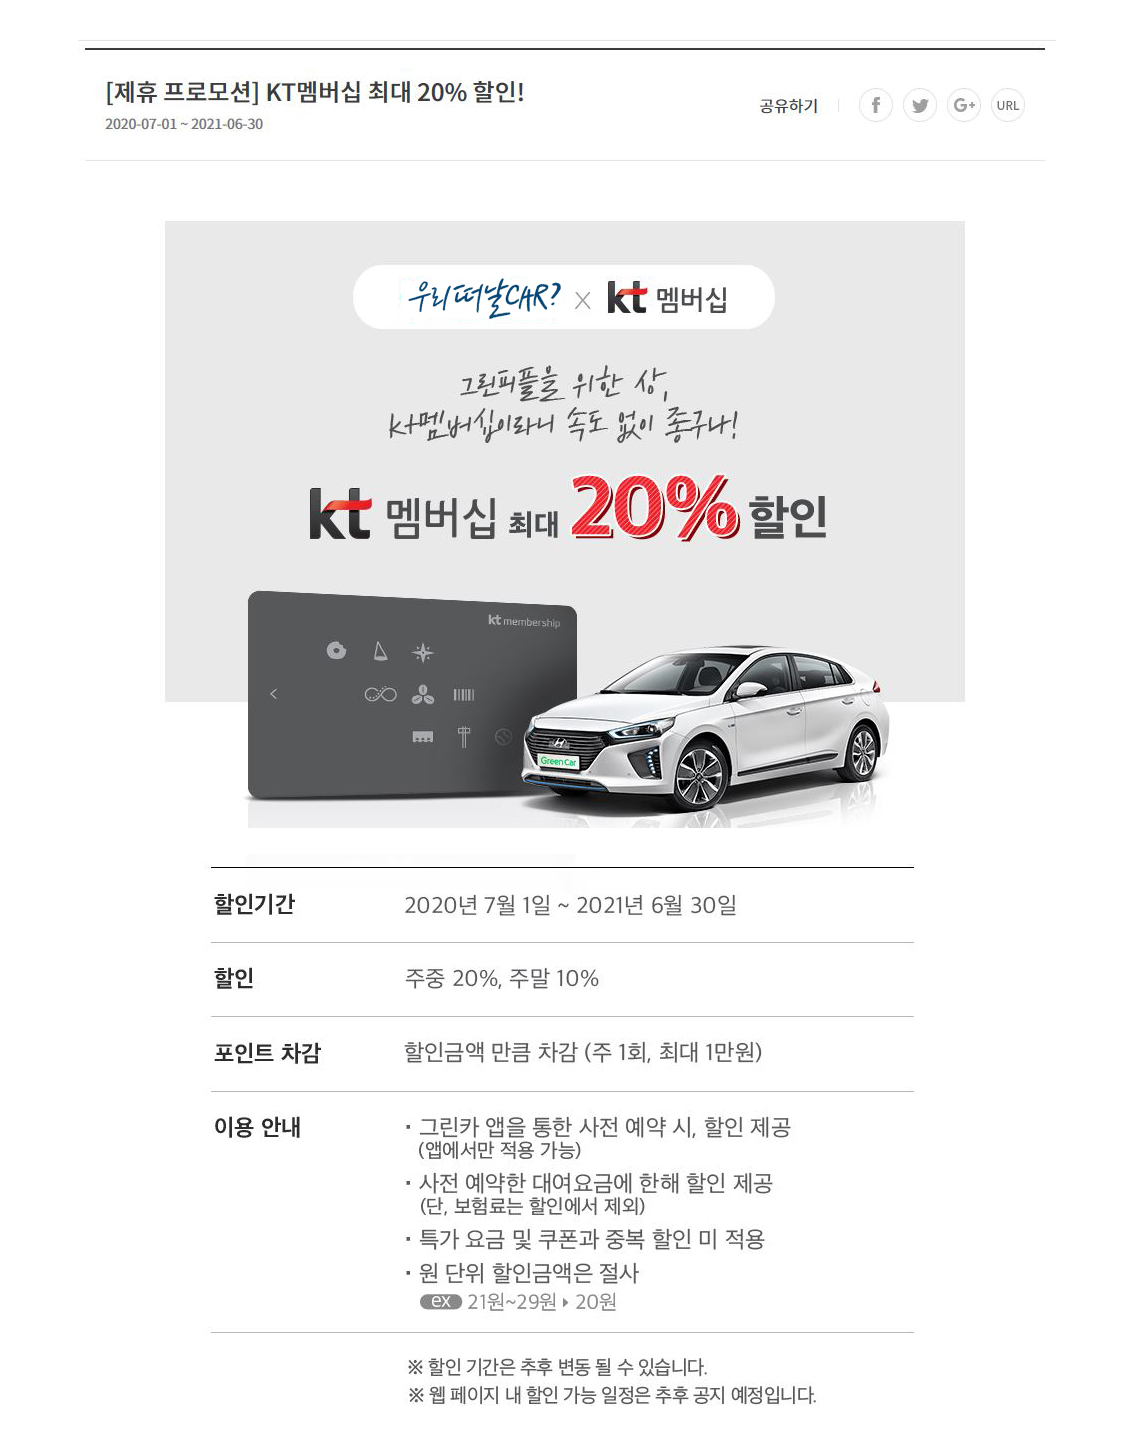 [제휴 프로모션] KT멤버십 최대 20% 할인!
2020-07-01 ~ 2021-06-30
공유하기
f
G+
URL
우리떠날CAR? X kt 멤버십
그린피플을 위한 상,
kt멤버십이라니 속도 없이 좋구나!
kt 멤버십 최대 20% 할인
kt membership
GreenCar
할인기간 2020년 7월 1일 ~ 2021년 6월 30일
할인 주중 20%, 주말 10%
포인트 차감 할인금액 만큼 차감 (주 1회, 최대 1만원)
이용 안내 · 그린카 앱을 통한 사전 예약 시, 할인 제공
(앱에서만 적용 가능)
· 사전 예약한 대여요금에 한해 할인 제공
(단, 보험료는 할인에서 제외)
· 특가 요금 및 쿠폰과 중복 할인 미 적용
· 원 단위 할인금액은 절사
ex 21원~29원 ▸ 20원
※ 할인 기간은 추후 변동 될 수 있습니다.
※ 웹 페이지 내 할인 가능 일정은 추후 공지 예정입니다.